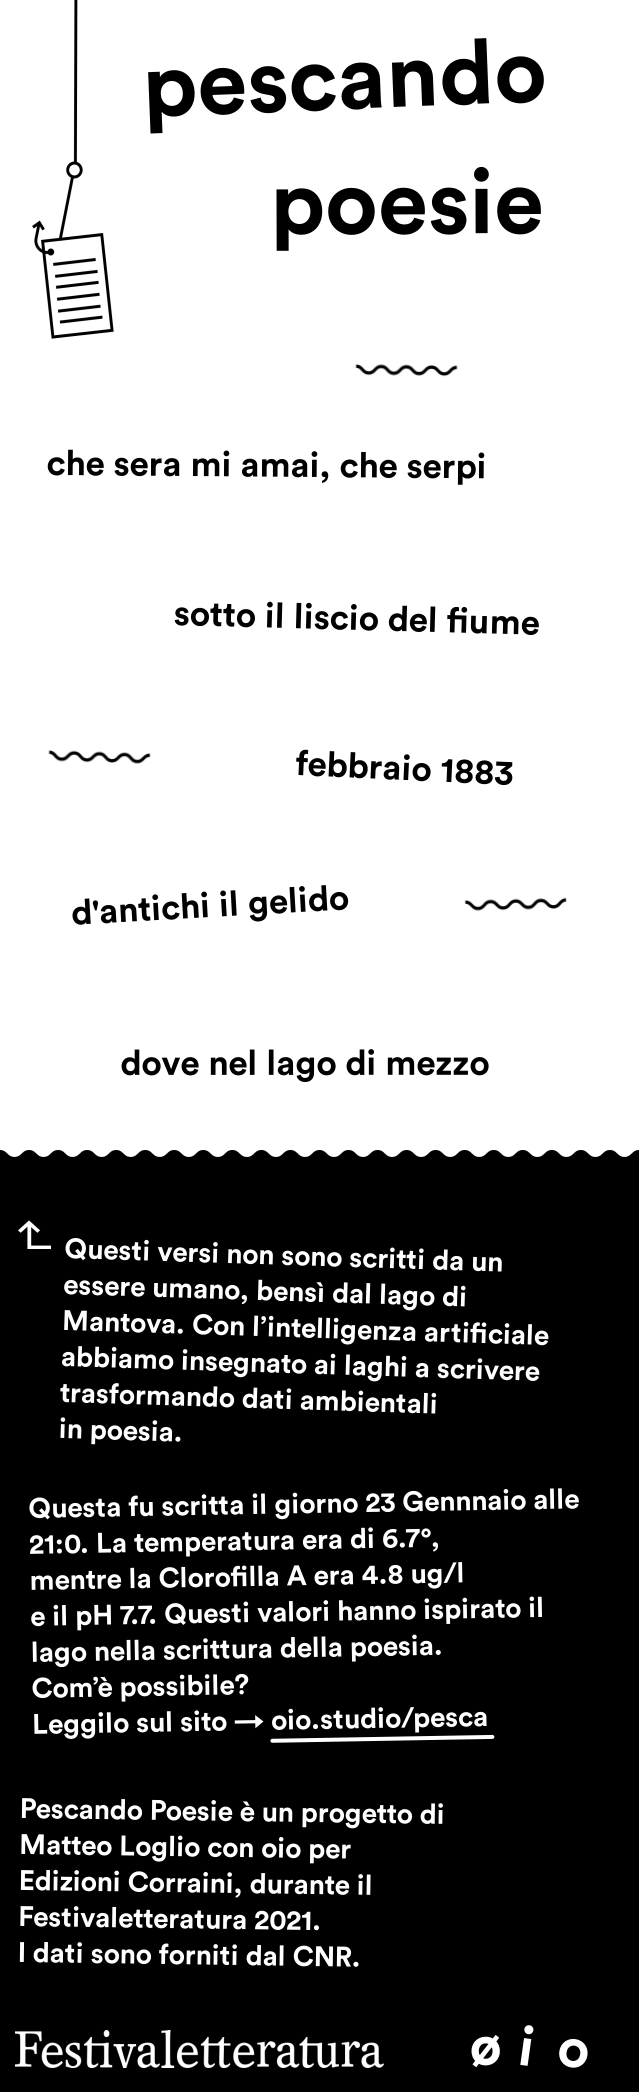 pescando
poesie
che sera mi amai, che serpi
sotto il liscio del fiume
febbraio 1883
d'antichi il gelido
dove nel lago di mezzo
Questi versi non sono scritti da un
essere umano, bensì dal lago di
Mantova. Con l’intelligenza artificiale
abbiamo insegnato ai laghi a scrivere
trasformando dati ambientali
in poesia.
Questa fu scritta il giorno 23 Gennnaio alle
21:0. La temperatura era di 6.7°,
mentre la Clorofilla A era 4.8 ug/l
e il pH 7.7. Questi valori hanno ispirato il
lago nella scrittura della poesia.
Com’è possibile?
Leggilo sul sito → oio.studio/pesca
Pescando Poesie è un progetto di
Matteo Loglio con oio per
Edizioni Corraini, durante il
Festivaletteratura 2021.
I dati sono forniti dal CNR.
Festivaletteratura ø i o